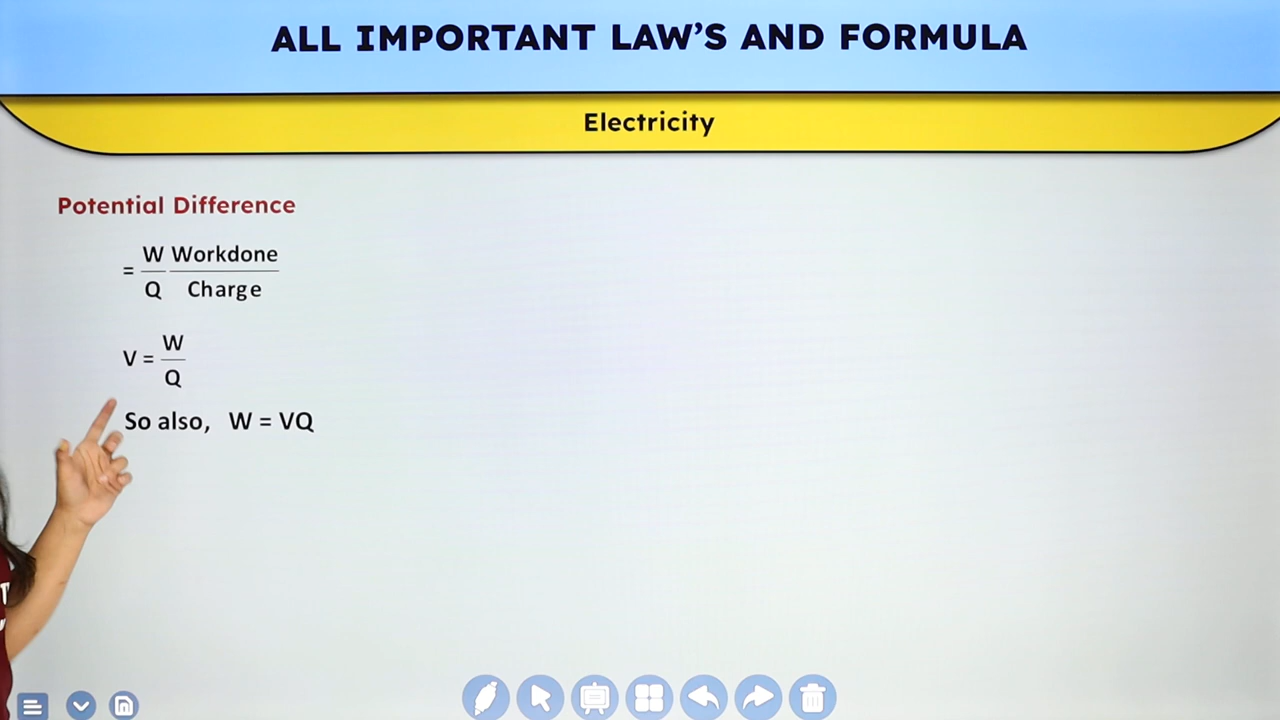 ALL IMPORTANT LAW’S AND FORMULA
Electricity
Potential Difference
= W/Q Workdone/Charge
V = W/Q
So also, W = VQ